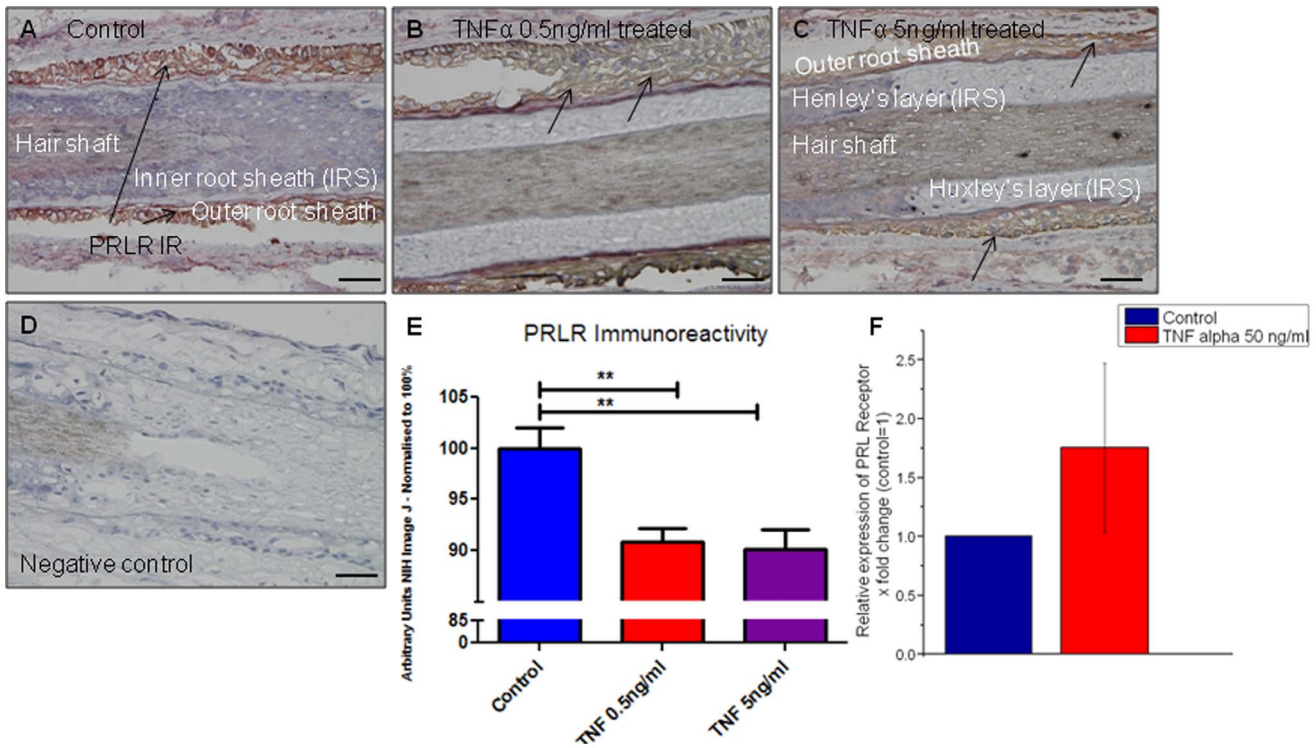 A Control
Hair shaft
Inner root sheath (IRS)
Outer root sheath
PRLR IR
B TNFα 0.5ng/ml treated
C TNFα 5ng/ml treated
Outer root sheath
Henley's layer (IRS)
Hair shaft
Huxley's layer (IRS)
D
Negative control
E
PRLR Immunoreactivity
Arbitrary Units NIH Image J - Normalised to 100%
105
100
95
90
85
0
**
**
Control
TNF 0.5ng/ml
TNF 5ng/ml
F
Control
TNF alpha 50 ng/ml
Relative expression of PRL Receptor
x fold change (control=1)
2.5
2.0
1.5
1.0
0.5
0.0